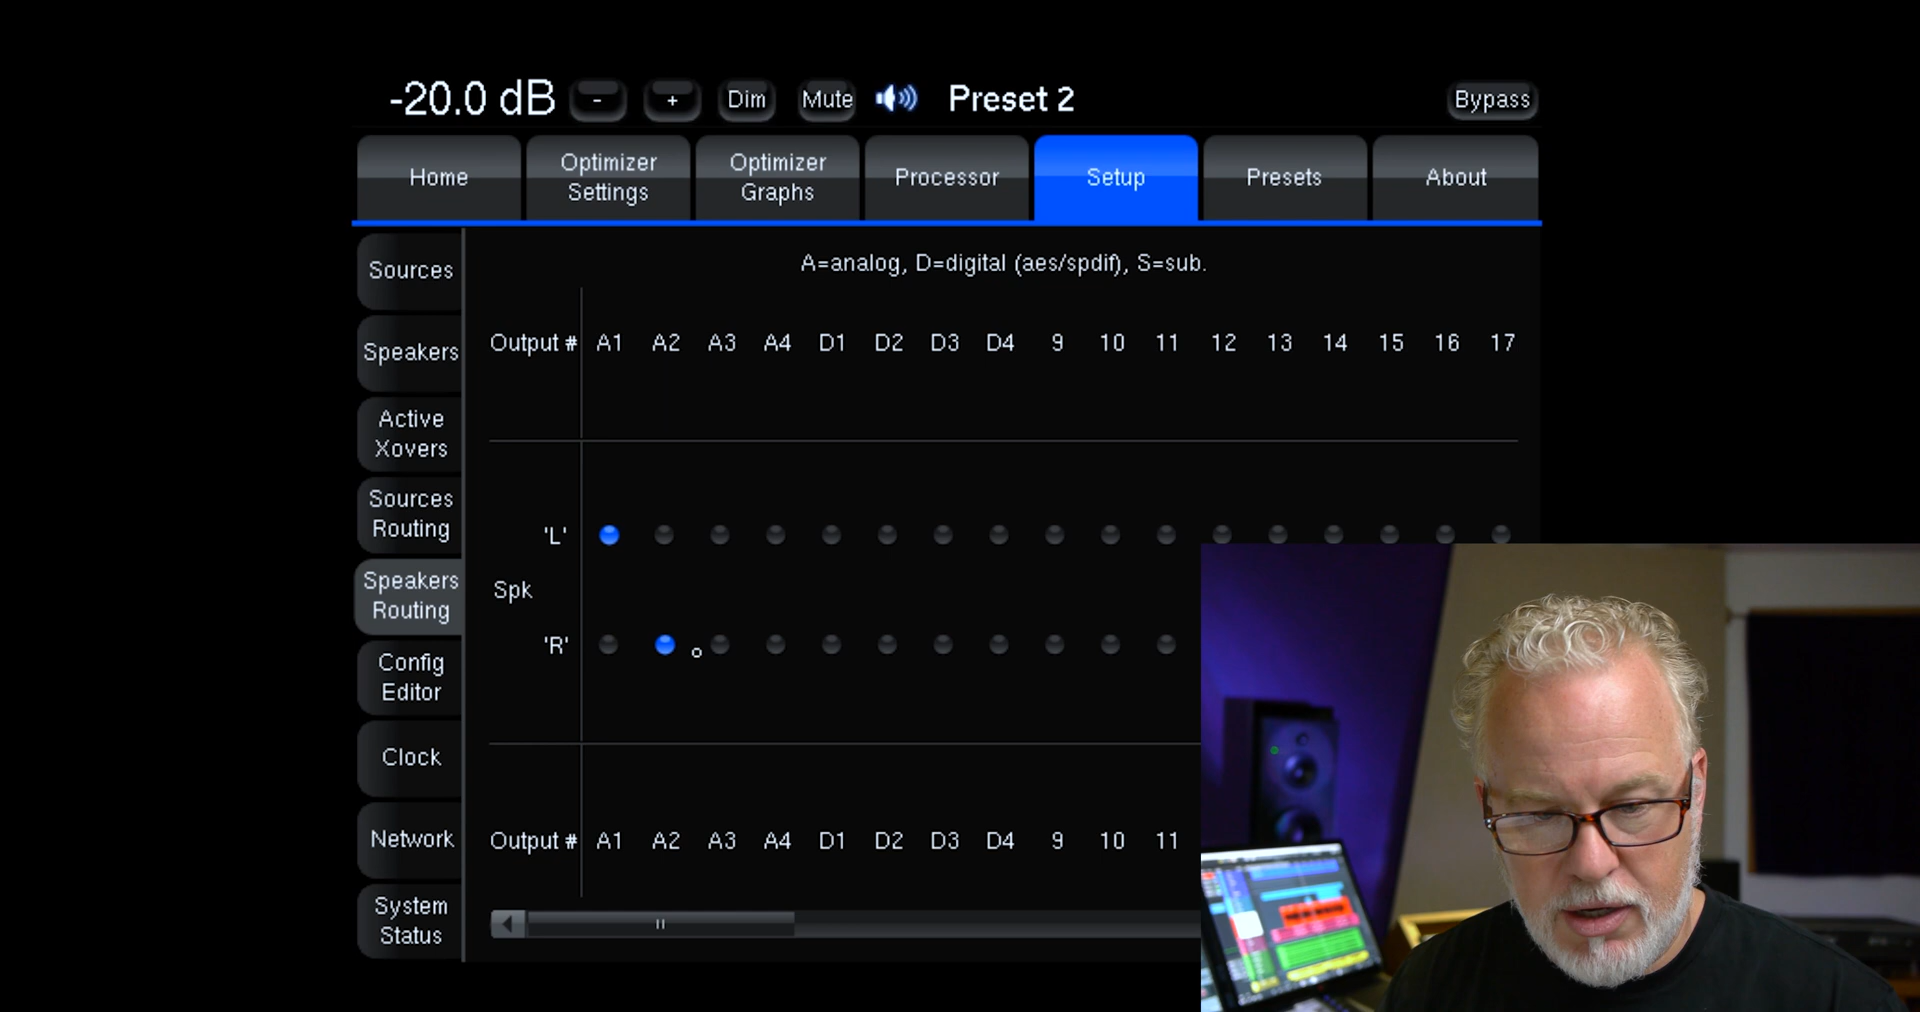 -20.0 dB - + Dim Mute Preset 2 Bypass
Home Optimizer Settings Optimizer Graphs Processor Setup Presets About
A=analog, D=digital (aes/spdif), S=sub.
Sources
Speakers
Active
Xovers
Sources
Routing
Speakers
Routing
Config
Editor
Clock
Network
System
Status
Output # A1 A2 A3 A4 D1 D2 D3 D4 9 10 11 12 13 14 15 16 17
'L'
Spk
'R'
Output # A1 A2 A3 A4 D1 D2 D3 D4 9 10 11